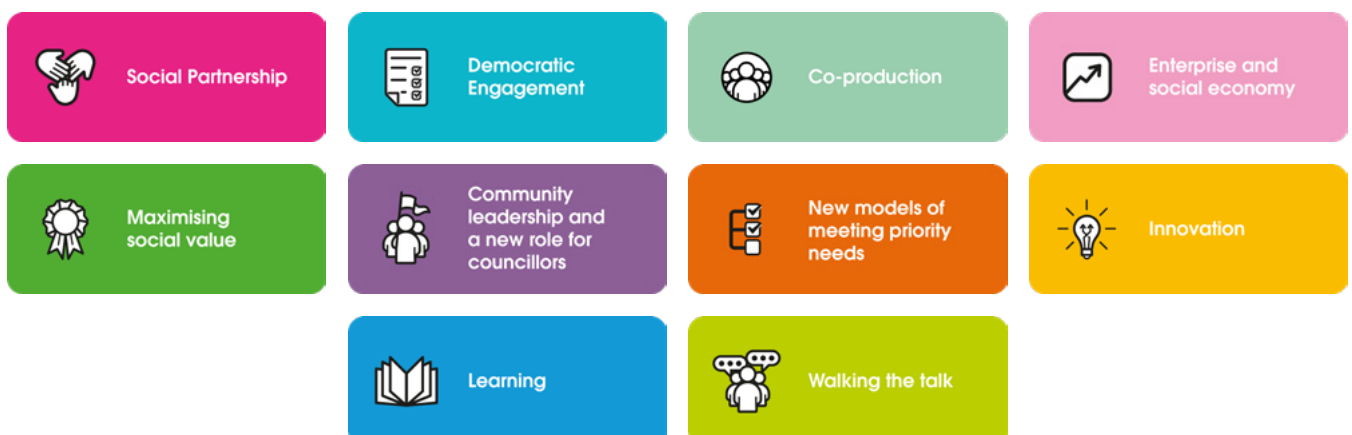 Social Partnership
Democratic
Engagement
Co-production
Enterprise and
social economy
Maximising
social value
Community
leadership and
a new role for
councillors
New models of
meeting priority
needs
Innovation
Learning
Walking the talk